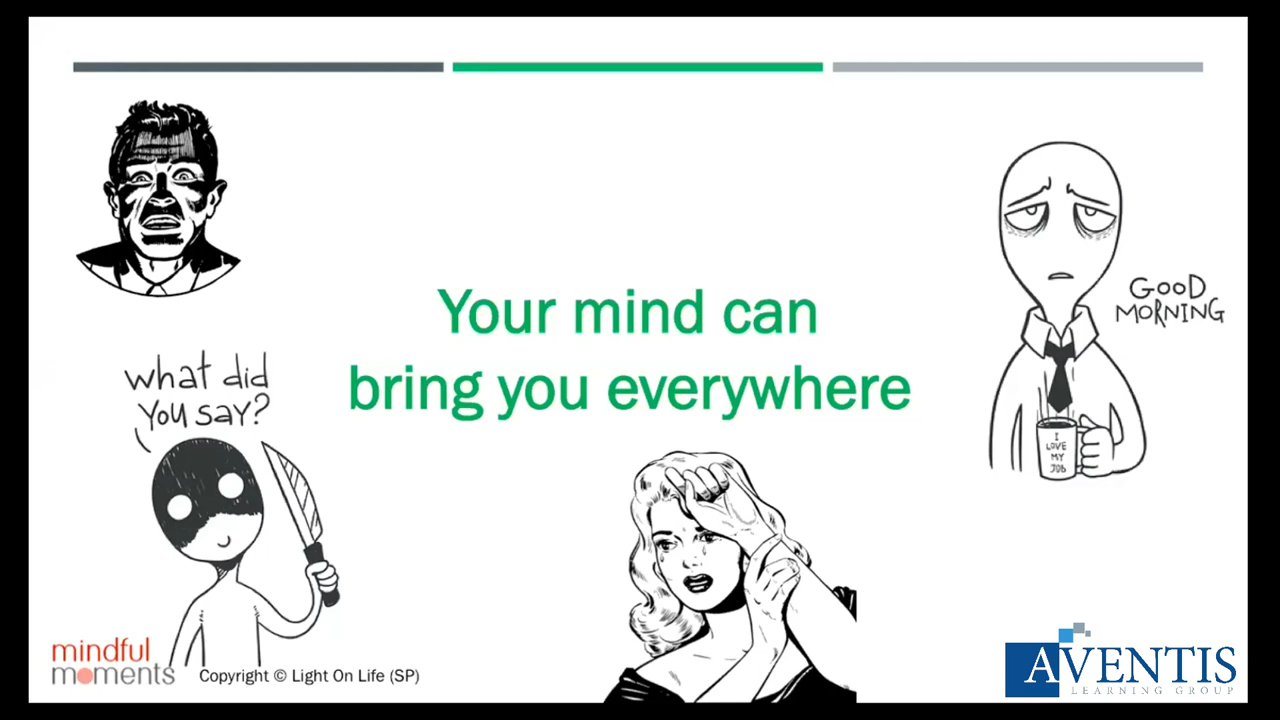 Your mind can
bring you everywhere
GOOD
MORNING
what did
you say?
I
LOVE
MY
JOB
mindful
moments
Copyright © Light On Life (SP)
AVENTIS
LEARNING GROUP